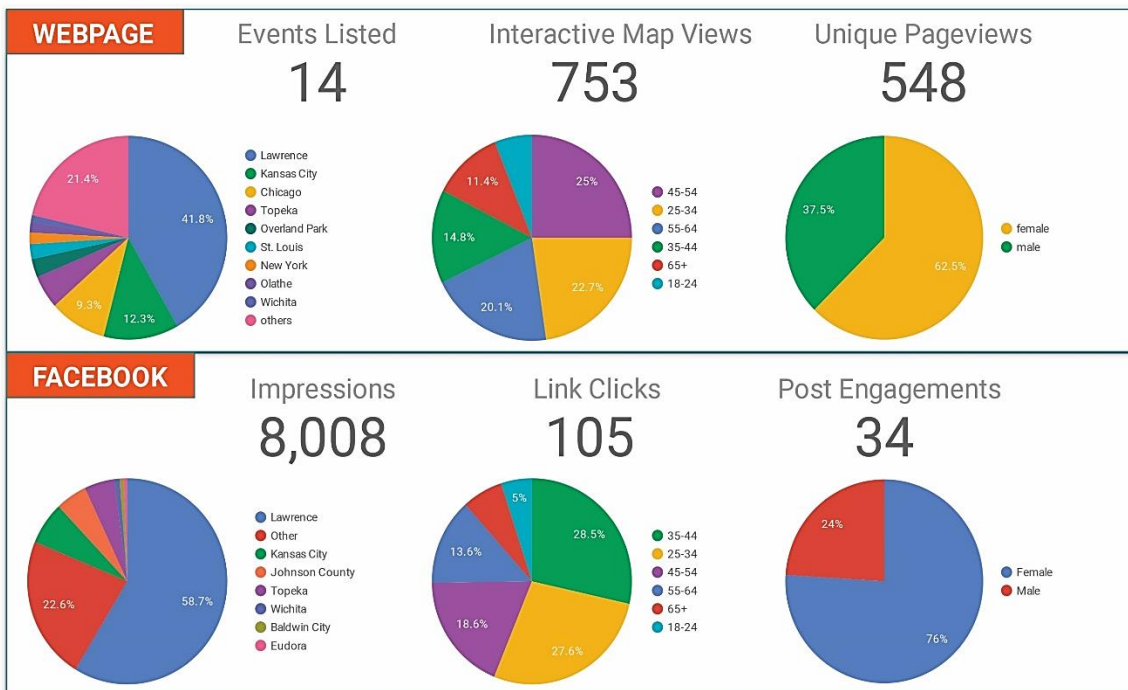 WEBPAGE
Events Listed
14
Interactive Map Views
753
Unique Pageviews
548
21.4%
41.8%
9.3%
12.3%
Lawrence
Kansas City
Chicago
Topeka
Overland Park
St. Louis
New York
Olathe
Wichita
others
11.4%
25%
14.8%
22.7%
20.1%
45-54
25-34
55-64
35-44
65+
18-24
37.5%
62.5%
female
male
FACEBOOK
Impressions
8,008
Link Clicks
105
Post Engagements
34
22.6%
58.7%
Lawrence
Other
Kansas City
Johnson County
Topeka
Wichita
Baldwin City
Eudora
5%
28.5%
13.6%
18.6%
27.6%
35-44
25-34
45-54
55-64
65+
18-24
24%
76%
Female
Male